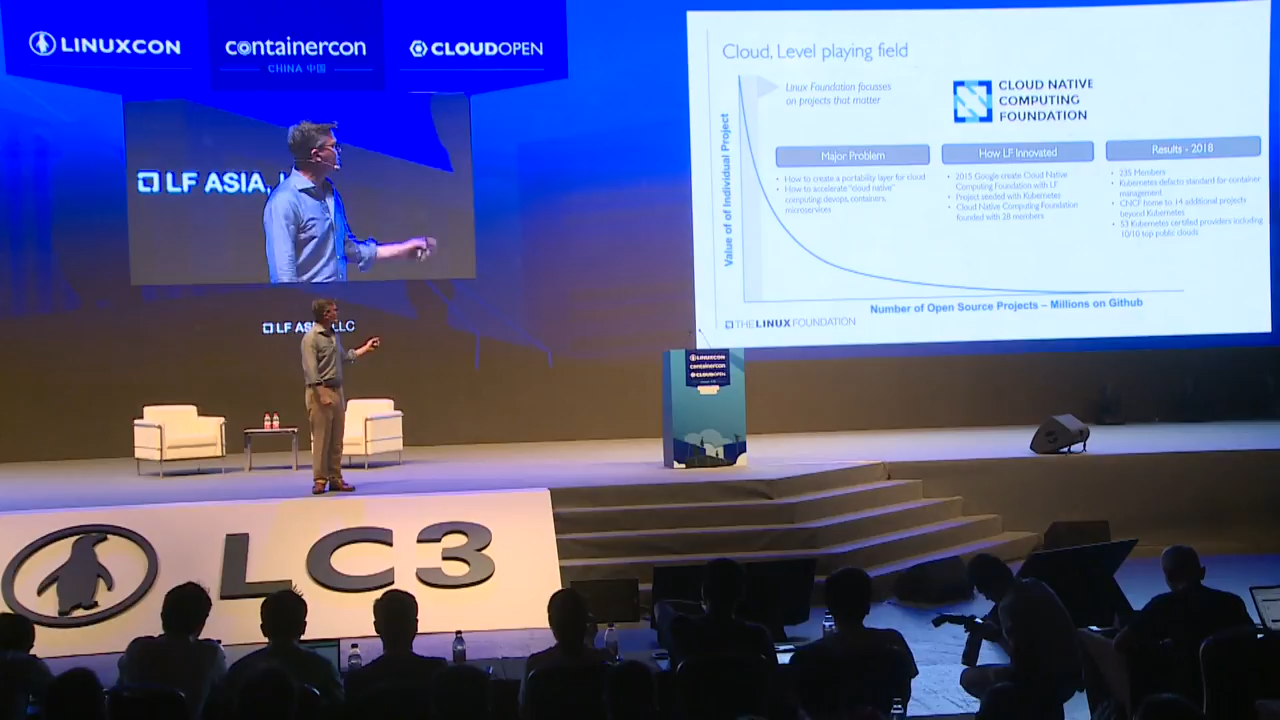 LINUXCON
containercon
CHINA 中国
CLOUDOPEN
LF ASIA, L
LF ASI LLC
Cloud, Level playing field
Linux Foundation focusses
on projects that matter
CLOUD NATIVE
COMPUTING
FOUNDATION
Value of of Individual Project
Major Problem
• How to create a portability layer for cloud
• How to accelerate "cloud native"
computing: devops, containers,
microservices
How LF Innovated
• 2015 Google create Cloud Native
Computing Foundation with LF
• Project seeded with Kubernetes
• Cloud Native Computing Foundation
founded with 28 members
Results - 2018
• 235 Members
• Kubernetes defacto standard for container
management
• CNCF home to 14 additional projects
beyond Kubernetes
• 53 Kubernetes certified providers including
10/10 top public clouds
Number of Open Source Projects – Millions on Github
THE LINUX FOUNDATION
LINUXCON
containercon
CLOUDOPEN
LC3